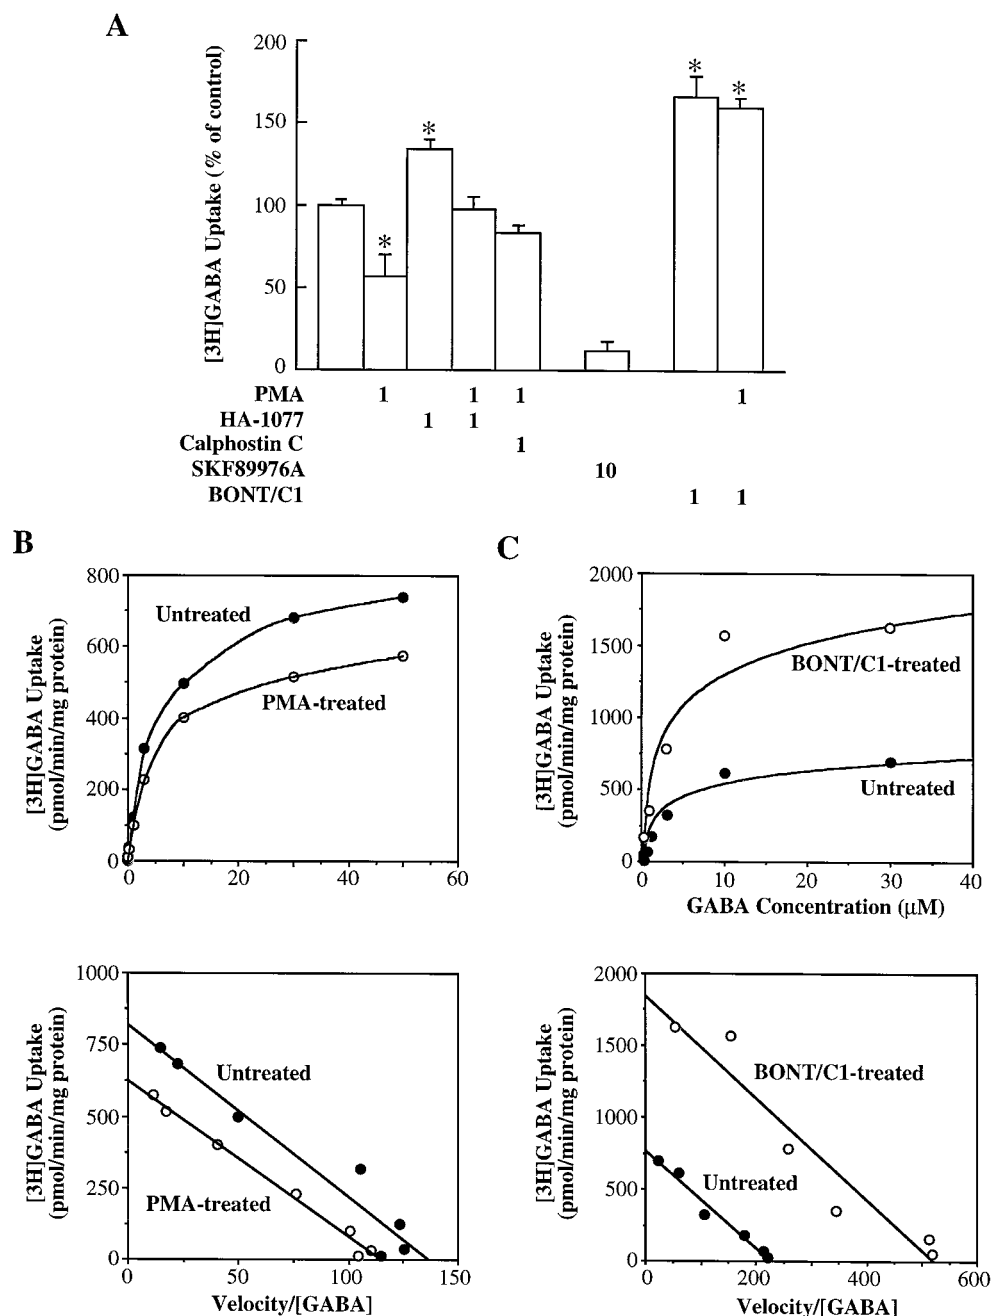 A
[3H]GABA Uptake (% of control)
200
150
100
50
0
* * * *
PMA 1 1 1 1
HA-1077 1 1
Calphostin C 1
SKF89976A 10
BONT/C1 1 1
B
[3H]GABA Uptake
(pmol/min/mg protein)
800
600
400
200
0
Untreated
PMA-treated
0 20 40 60
C
[3H]GABA Uptake
(pmol/min/mg protein)
2000
1500
1000
500
0
BONT/C1-treated
Untreated
0 10 20 30 40
GABA Concentration (μM)
[3H]GABA Uptake
(pmol/min/mg protein)
1000
750
500
250
0
Untreated
PMA-treated
0 50 100 150
Velocity/[GABA]
[3H]GABA Uptake
(pmol/min/mg protein)
2000
1500
1000
500
0
BONT/C1-treated
Untreated
0 200 400 600
Velocity/[GABA]